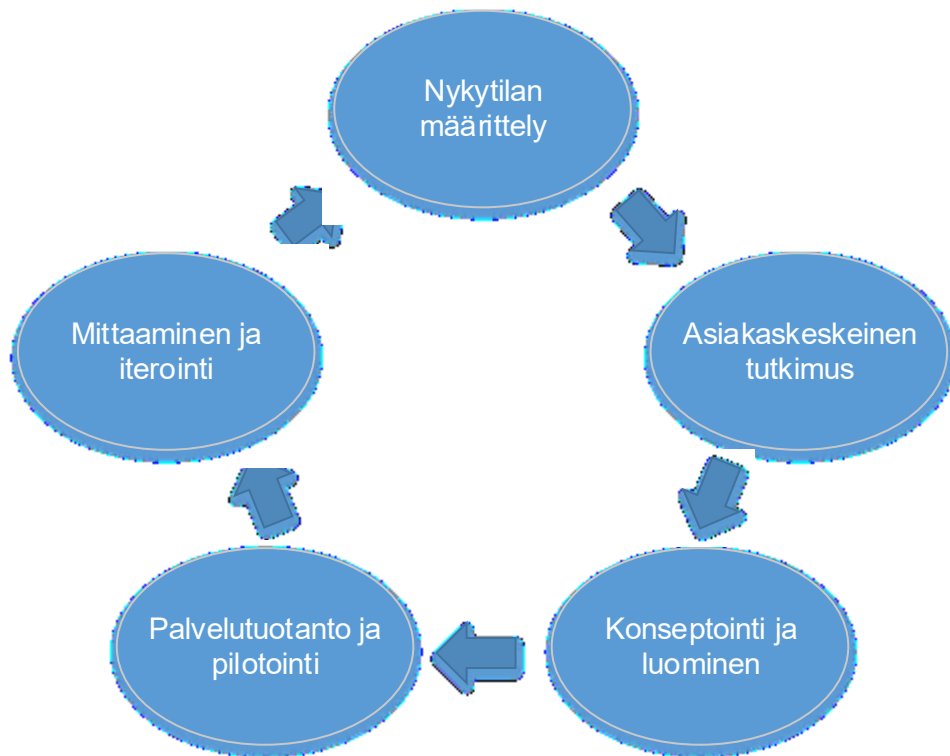 Nykytilan
määrittely
Asiakaskeskeinen
tutkimus
Konseptointi ja
luominen
Palvelutuotanto ja
pilotointi
Mittaaminen ja
iterointi